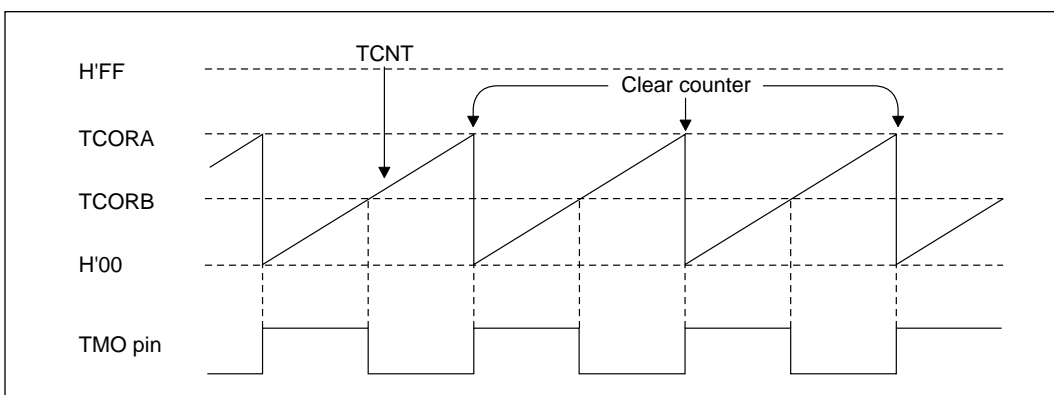 TCNT
H'FF
Clear counter
TCORA
TCORB
H'00
TMO pin